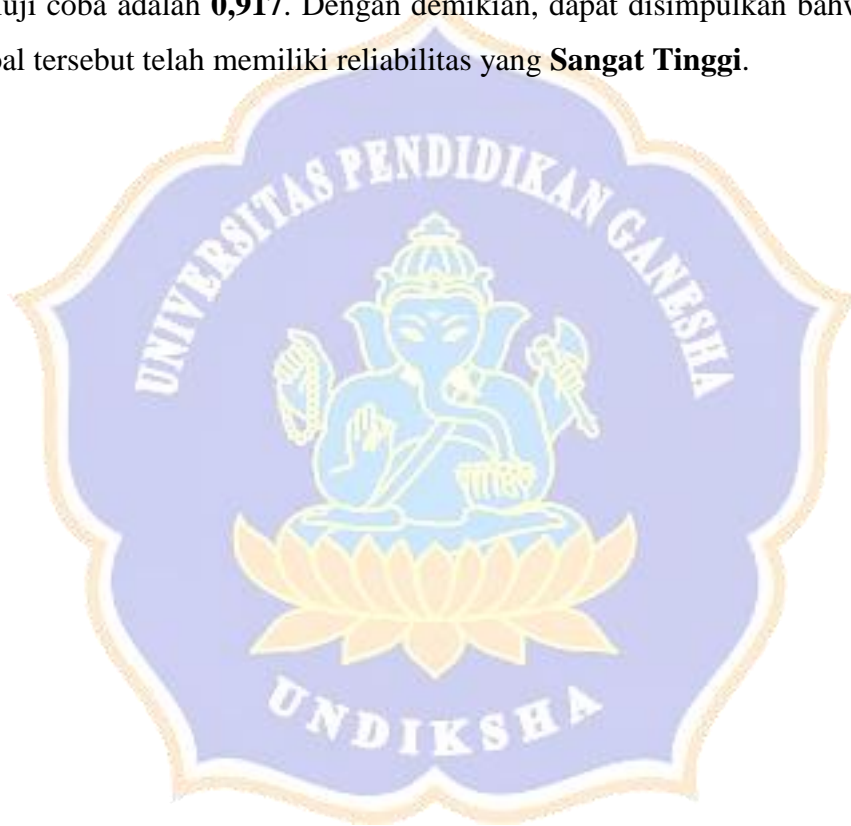 uji coba adalah 0,917. Dengan demikian, dapat disimpulkan bahw
al tersebut telah memiliki reliabilitas yang Sangat Tinggi.
UNIVERSITAS PENDIDIKAN GANESHA
UNDIKSHA